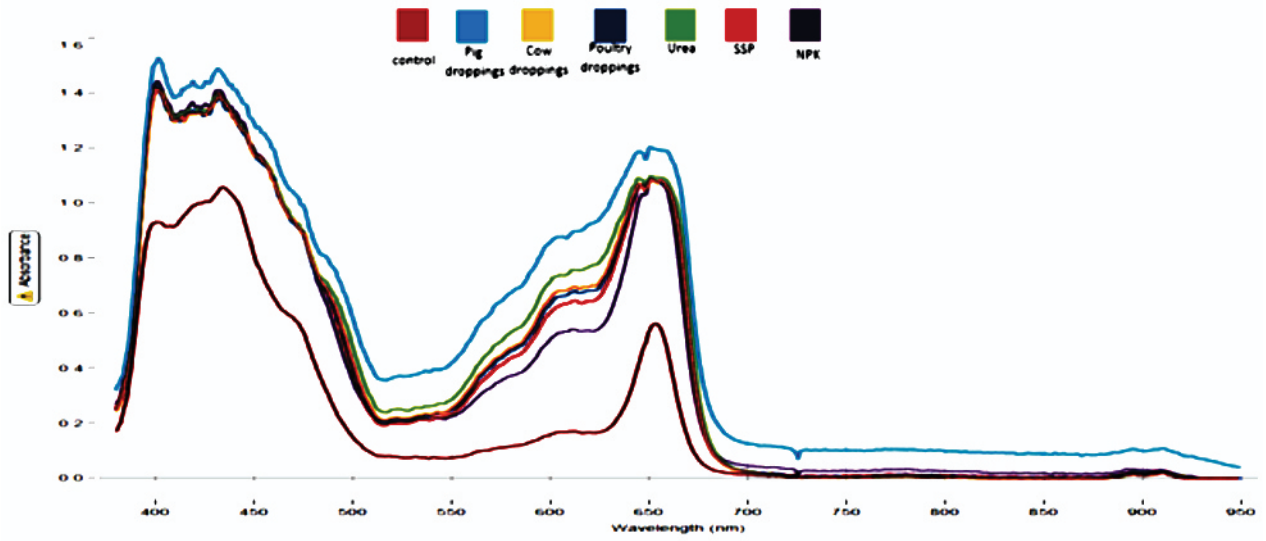 control
Pig
droppings
Cow
droppings
Poultry
droppings
Urea
SSP
NPK
Absorbance
1 6
1 4
1 2
1 0
0 8
0 6
0 4
0 2
0 0
400 450 500 550 600 650 700 750 800 850 900 950
Wavelength (nm)